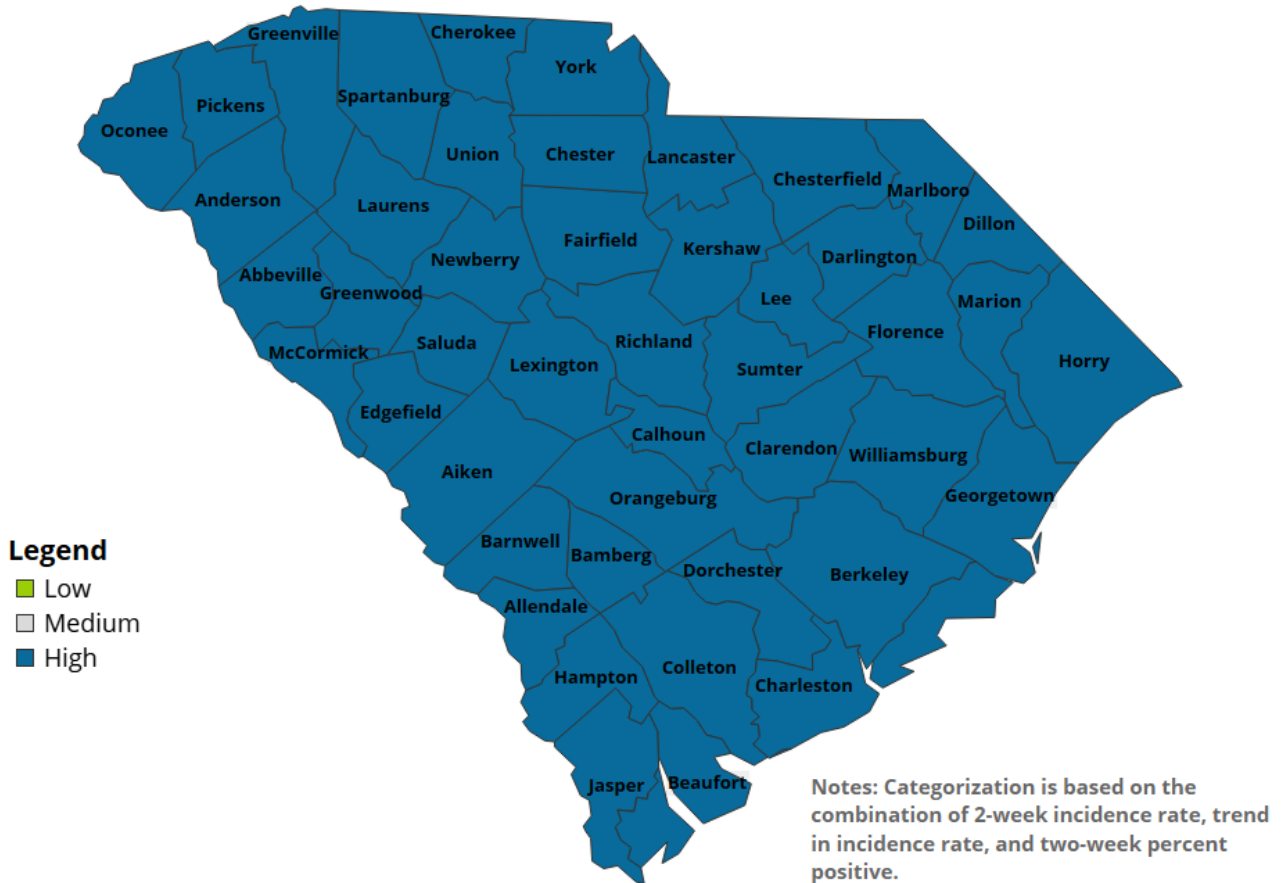 Greenville
Cherokee
York
Spartanburg
Pickens
Oconee
Union
Chester
Lancaster
Chesterfield
Marlboro
Anderson
Laurens
Dillon
Fairfield
Kershaw
Darlington
Newberry
Abbeville
Greenwood
Lee
Marion
Florence
McCormick
Saluda
Richland
Lexington
Sumter
Horry
Edgefield
Calhoun
Clarendon
Williamsburg
Aiken
Orangeburg
Georgetown
Barnwell
Bamberg
Dorchester
Berkeley
Allendale
Hampton
Colleton
Charleston
Jasper
Beaufort
Legend
Low
Medium
High
Notes: Categorization is based on the
combination of 2-week incidence rate, trend
in incidence rate, and two-week percent
positive.